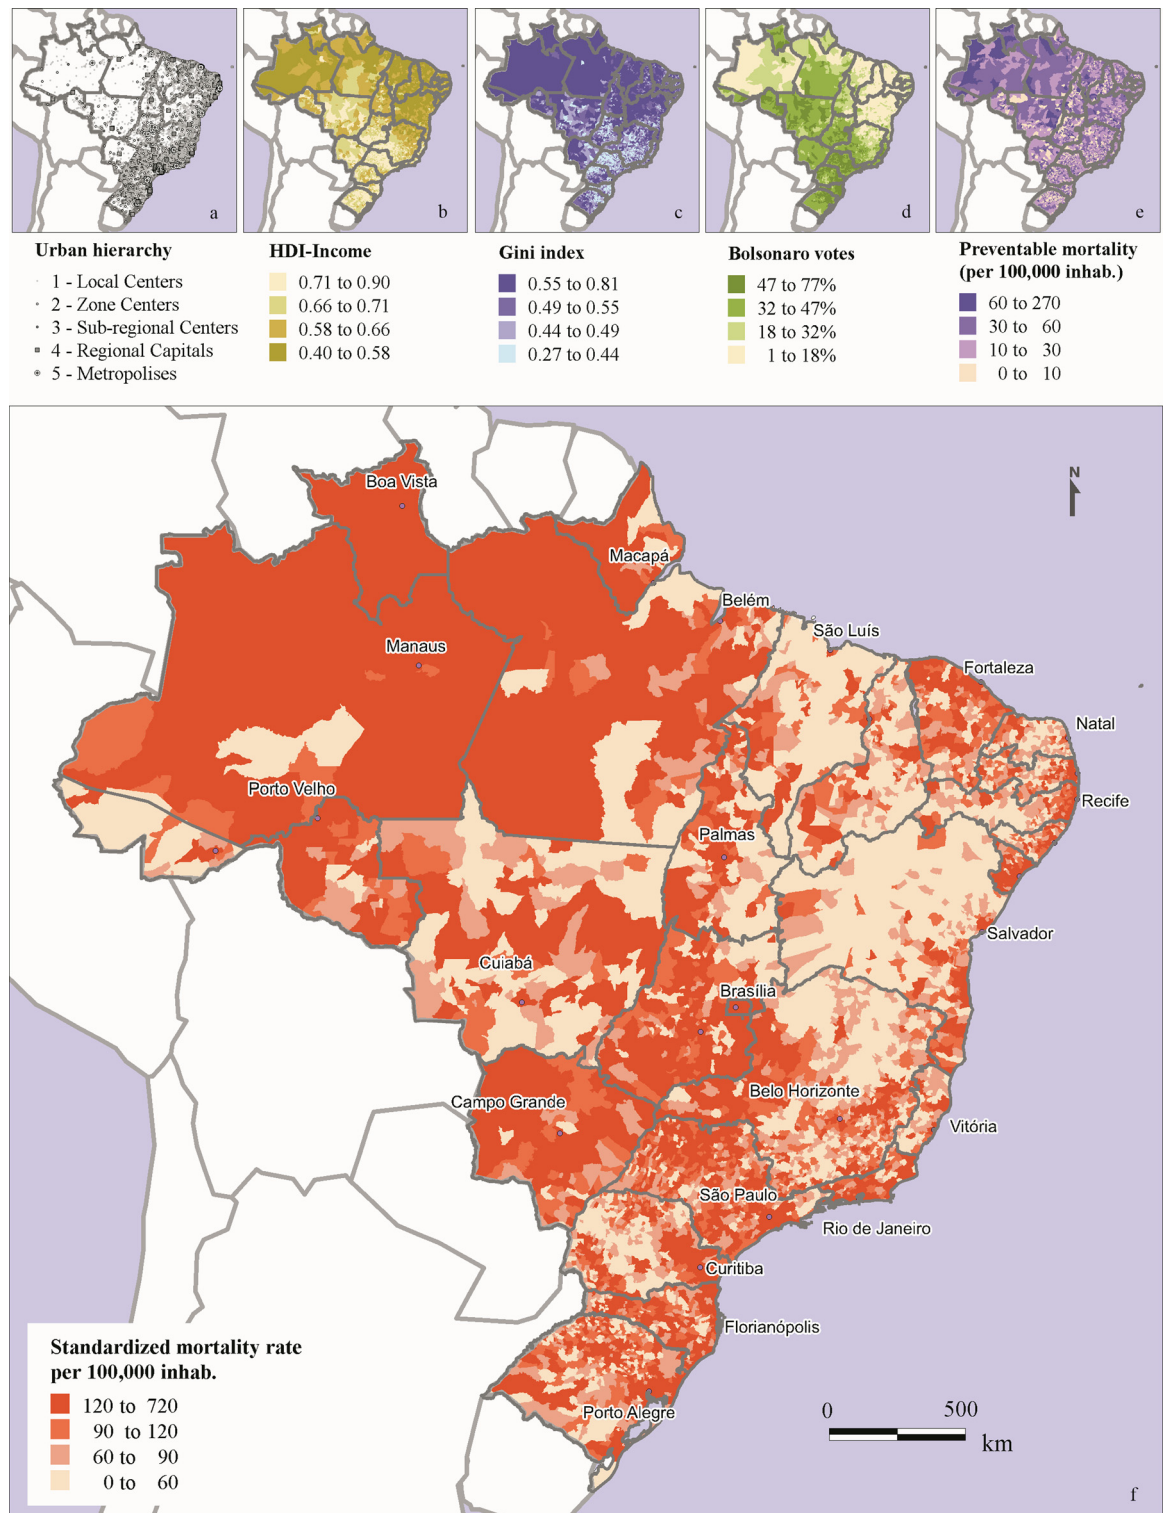 a
b
c
d
e
Urban hierarchy
1 - Local Centers
2 - Zone Centers
3 - Sub-regional Centers
4 - Regional Capitals
5 - Metropolises
HDI-Income
0.71 to 0.90
0.66 to 0.71
0.58 to 0.66
0.40 to 0.58
Gini index
0.55 to 0.81
0.49 to 0.55
0.44 to 0.49
0.27 to 0.44
Bolsonaro votes
47 to 77%
32 to 47%
18 to 32%
1 to 18%
Preventable mortality
(per 100,000 inhab.)
60 to 270
30 to 60
10 to 30
0 to 10
N
Boa Vista
Macapá
Belém
São Luís
Manaus
Fortaleza
Natal
Porto Velho
Recife
Palmas
Salvador
Cuiabá
Brasília
Belo Horizonte
Campo Grande
Vitória
São Paulo
Rio de Janeiro
Curitiba
Florianópolis
Porto Alegre
Standardized mortality rate
per 100,000 inhab.
120 to 720
90 to 120
60 to 90
0 to 60
0 500
km
f